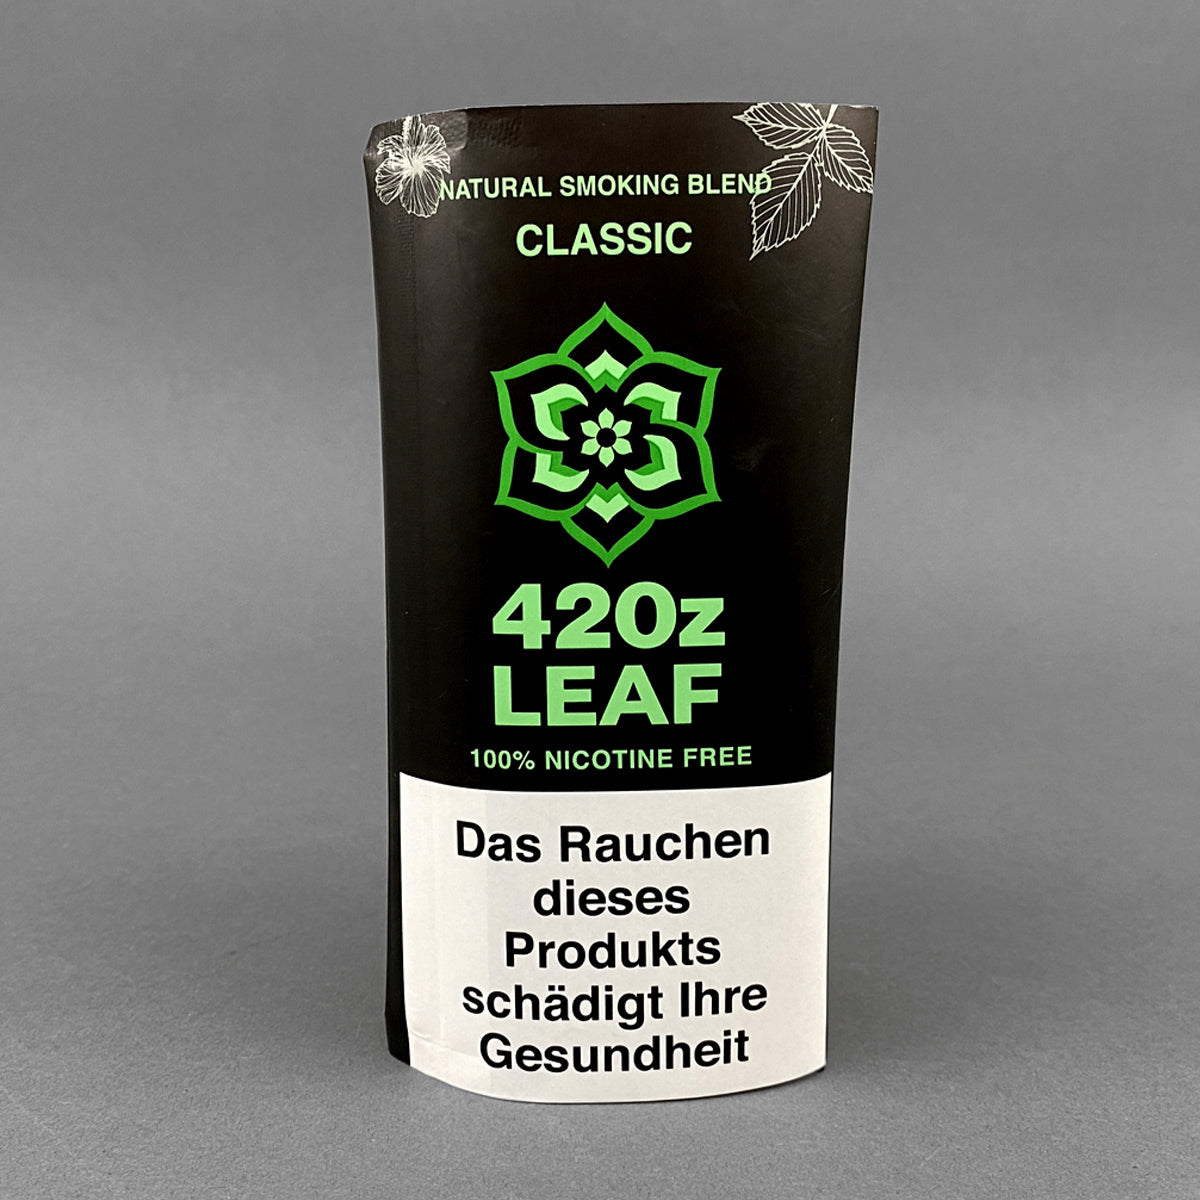 NATURAL SMOKING BLEND
CLASSIC
420z
LEAF
100% NICOTINE FREE
Das Rauchen
dieses
Produkts
schädigt Ihre
Gesundheit